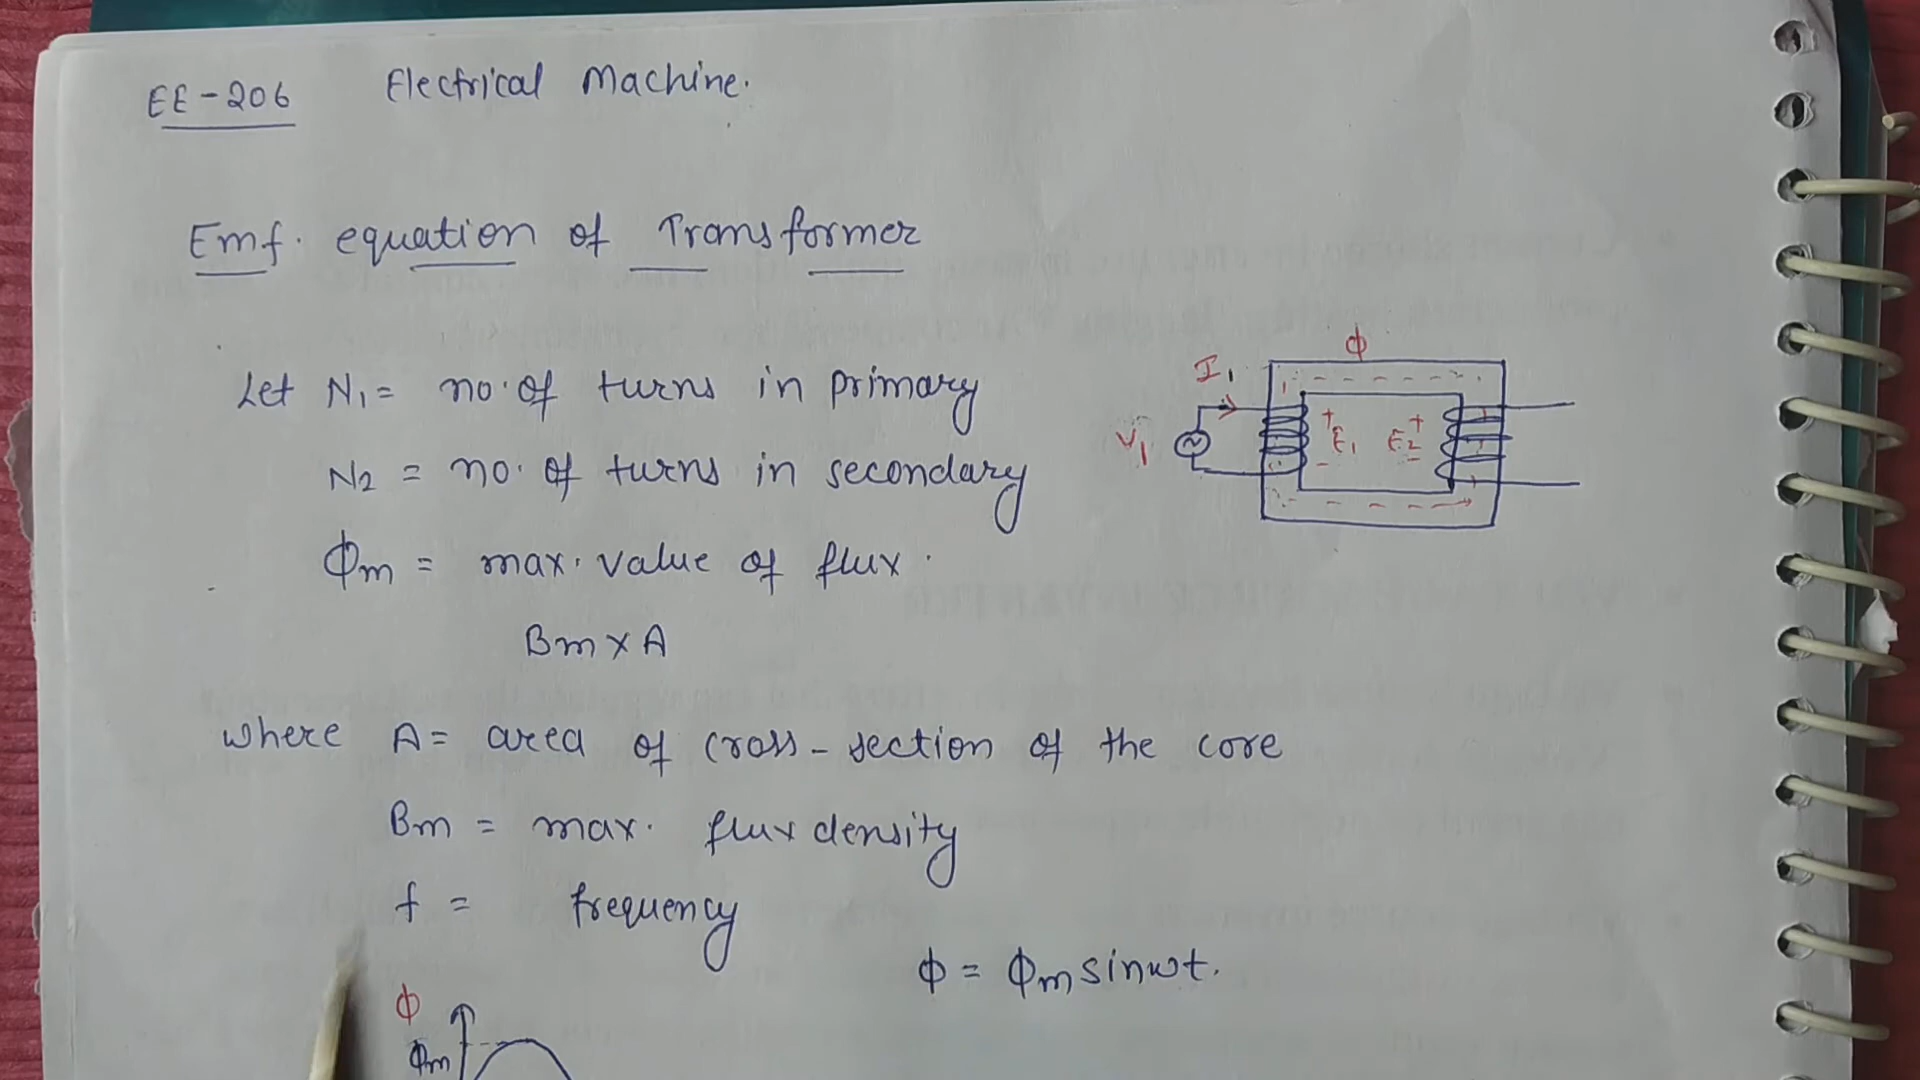 EE-206 Electrical Machine.
Emf. equation of Transformer
Let N1 = no. of turns in primary
N2 = no. of turns in secondary
Φm = max. value of flux.
Bm x A
where A = area of cross-section of the core
Bm = max. flux density
f = frequency
ϕ = Φm sinωt.
ϕ
Φm
ϕ
I1
V1
+ E1 -
E2 + -